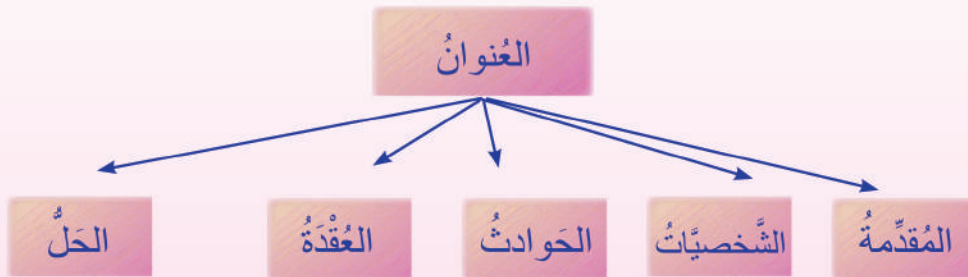 العُنوانُ
المُقدِّمةُ الشَّخصيَّاتُ الحَوادثُ العُقْدَةُ الحَلُّ